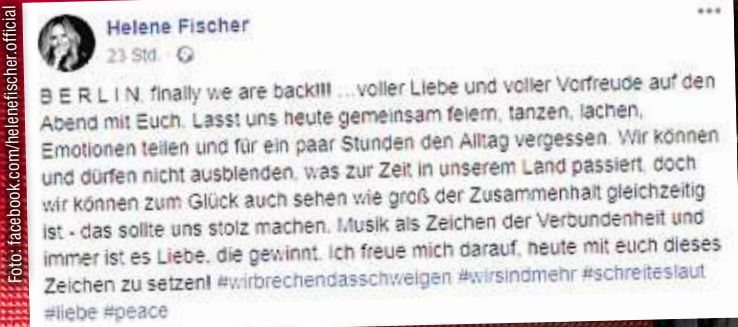 Foto: facebook.com/helenefischer.official
Helene Fischer
23 Std.
B E R L I N, finally we are back!!! ...voller Liebe und voller Vorfreude auf den
Abend mit Euch. Lasst uns heute gemeinsam feiern, tanzen, lachen,
Emotionen teilen und für ein paar Stunden den Alltag vergessen. Wir können
und dürfen nicht ausblenden, was zur Zeit in unserem Land passiert, doch
wir können zum Glück auch sehen wie groß der Zusammenhalt gleichzeitig
ist - das sollte uns stolz machen. Musik als Zeichen der Verbundenheit und
immer ist es Liebe, die gewinnt. Ich freue mich darauf, heute mit euch dieses
Zeichen zu setzen! #wirbrechendasschweigen #wirsindmehr #schreiteslaut
#liebe #peace